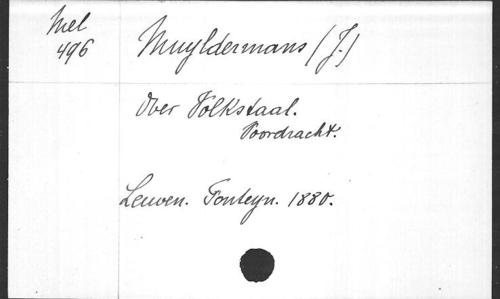 Mel
496
Muyldermans (J.)
Over Volkstaal.
Voordracht.
Leuven. Fonteyn. 1880.